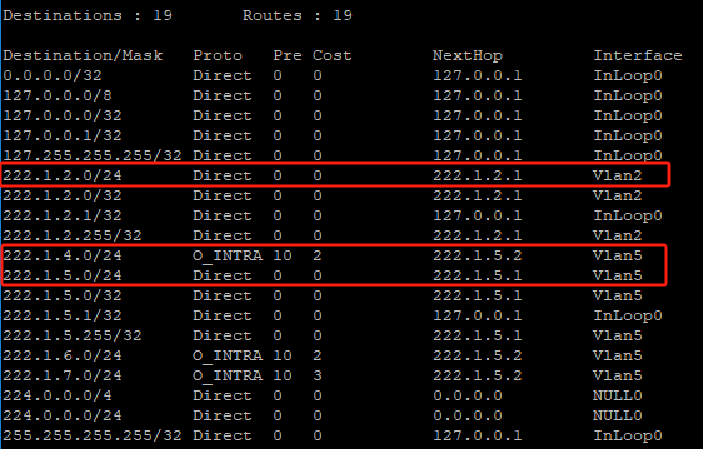 Destinations : 19        Routes : 19
Destination/Mask   Proto   Pre Cost        NextHop         Interface
0.0.0.0/32         Direct  0   0           127.0.0.1       InLoop0
127.0.0.0/8        Direct  0   0           127.0.0.1       InLoop0
127.0.0.0/32       Direct  0   0           127.0.0.1       InLoop0
127.0.0.1/32       Direct  0   0           127.0.0.1       InLoop0
127.255.255.255/32 Direct  0   0           127.0.0.1       InLoop0
222.1.2.0/24       Direct  0   0           222.1.2.1       Vlan2
222.1.2.0/32       Direct  0   0           222.1.2.1       Vlan2
222.1.2.1/32       Direct  0   0           127.0.0.1       InLoop0
222.1.2.255/32     Direct  0   0           222.1.2.1       Vlan2
222.1.4.0/24       O_INTRA 10  2           222.1.5.2       Vlan5
222.1.5.0/24       Direct  0   0           222.1.5.1       Vlan5
222.1.5.0/32       Direct  0   0           222.1.5.1       Vlan5
222.1.5.1/32       Direct  0   0           127.0.0.1       InLoop0
222.1.5.255/32     Direct  0   0           222.1.5.1       Vlan5
222.1.6.0/24       O_INTRA 10  2           222.1.5.2       Vlan5
222.1.7.0/24       O_INTRA 10  3           222.1.5.2       Vlan5
224.0.0.0/4        Direct  0   0           0.0.0.0         NULL0
224.0.0.0/24       Direct  0   0           0.0.0.0         NULL0
255.255.255.255/32 Direct  0   0           127.0.0.1       InLoop0